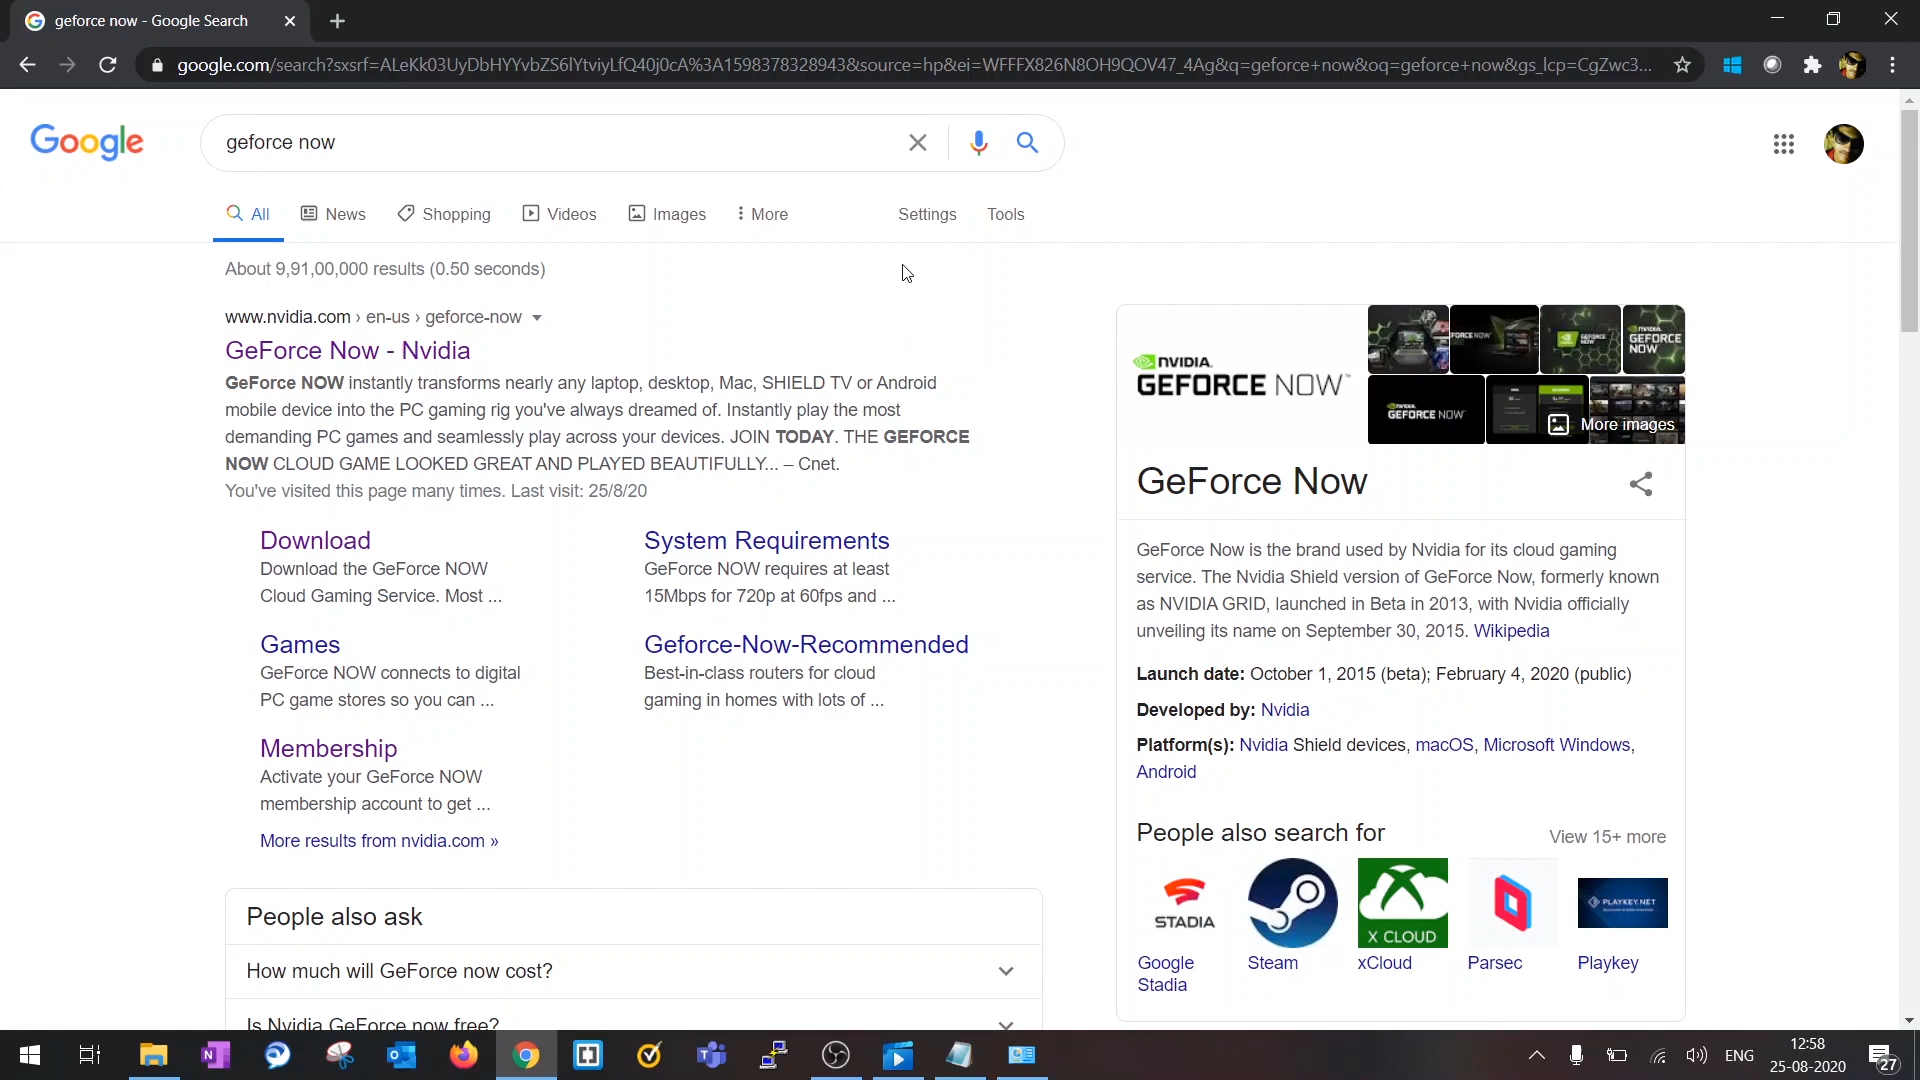 geforce now - Google Search
google.com/search?sxsrf=ALeKk03UyDbHYYvbZS6lYtviyLfQ40j0cA%3A1598378328943&source=hp&ei=WFFFX826N8OH9QOV47_4Ag&q=geforce+now&oq=geforce+now&gs_lcp=CgZwc3...
Google
geforce now
All
News
Shopping
Videos
Images
More
Settings
Tools
About 9,91,00,000 results (0.50 seconds)
www.nvidia.com › en-us › geforce-now
GeForce Now - Nvidia
GeForce NOW instantly transforms nearly any laptop, desktop, Mac, SHIELD TV or Android
mobile device into the PC gaming rig you've always dreamed of. Instantly play the most
demanding PC games and seamlessly play across your devices. JOIN TODAY. THE GEFORCE
NOW CLOUD GAME LOOKED GREAT AND PLAYED BEAUTIFULLY... – Cnet.
You've visited this page many times. Last visit: 25/8/20
Download
Download the GeForce NOW
Cloud Gaming Service. Most ...
System Requirements
GeForce NOW requires at least
15Mbps for 720p at 60fps and ...
Games
GeForce NOW connects to digital
PC game stores so you can ...
Geforce-Now-Recommended
Best-in-class routers for cloud
gaming in homes with lots of ...
Membership
Activate your GeForce NOW
membership account to get ...
More results from nvidia.com »
People also ask
How much will GeForce now cost?
Is Nvidia GeForce now free?
NVIDIA.
GEFORCE NOW™
GEFORCE NOW
NVIDIA
GEFORCE
NOW
GEFORCE NOW
More images
GeForce Now
GeForce Now is the brand used by Nvidia for its cloud gaming
service. The Nvidia Shield version of GeForce Now, formerly known
as NVIDIA GRID, launched in Beta in 2013, with Nvidia officially
unveiling its name on September 30, 2015. Wikipedia
Launch date: October 1, 2015 (beta); February 4, 2020 (public)
Developed by: Nvidia
Platform(s): Nvidia Shield devices, macOS, Microsoft Windows,
Android
People also search for
View 15+ more
STADIA
X CLOUD
PLAYKEY.NET
Google
Stadia
Steam
xCloud
Parsec
Playkey
ENG
12:58
25-08-2020
27